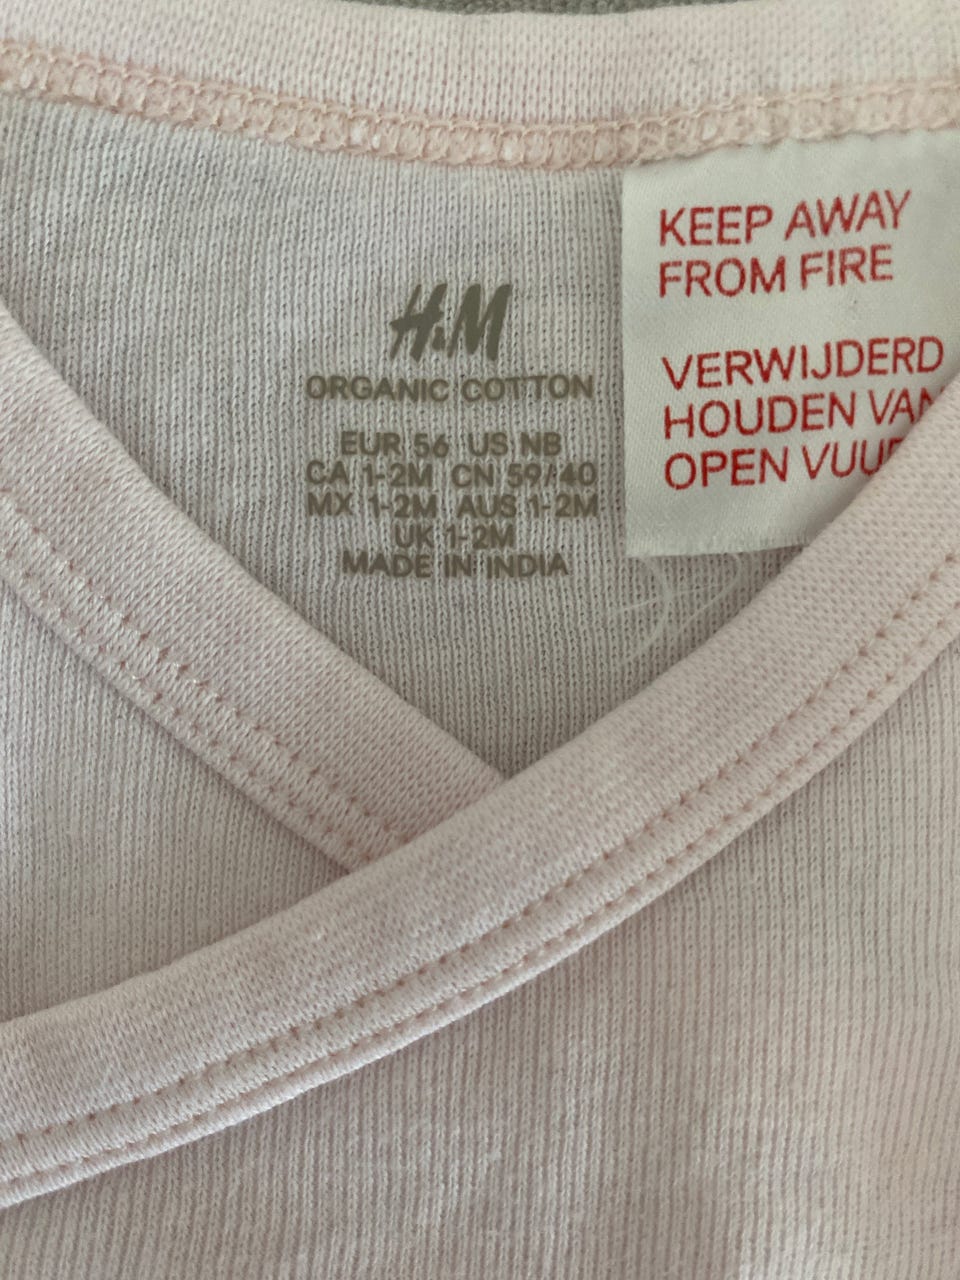 H&M
ORGANIC COTTON
EUR 56 US NB
CA 1-2M CN 59/40
MX 1-2M AUS 1-2M
UK 1-2M
MADE IN INDIA
KEEP AWAY
FROM FIRE
VERWIJDERD
HOUDEN VAN
OPEN